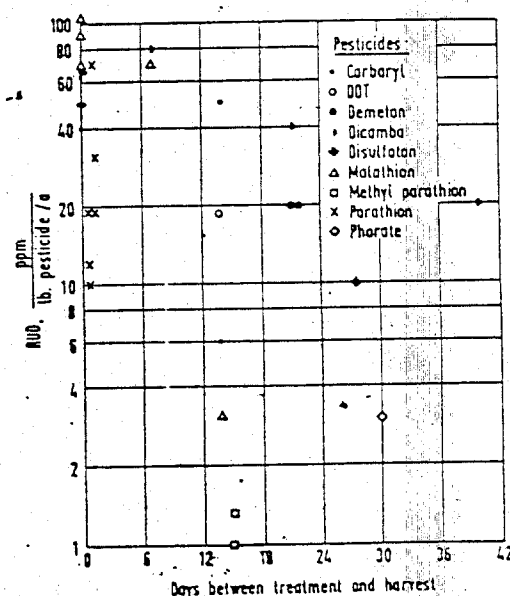 100
80
60
40
20
10
8
6
4
2
1
RUD, ppm
lb. pesticide/a
Pesticides:
Carbaryl
DDT
Demeton
Dicamba
Disulfoton
Malathion
Methyl parathion
Parathion
Phorate
0 6 12 18 24 30 36 42
Days between treatment and harvest